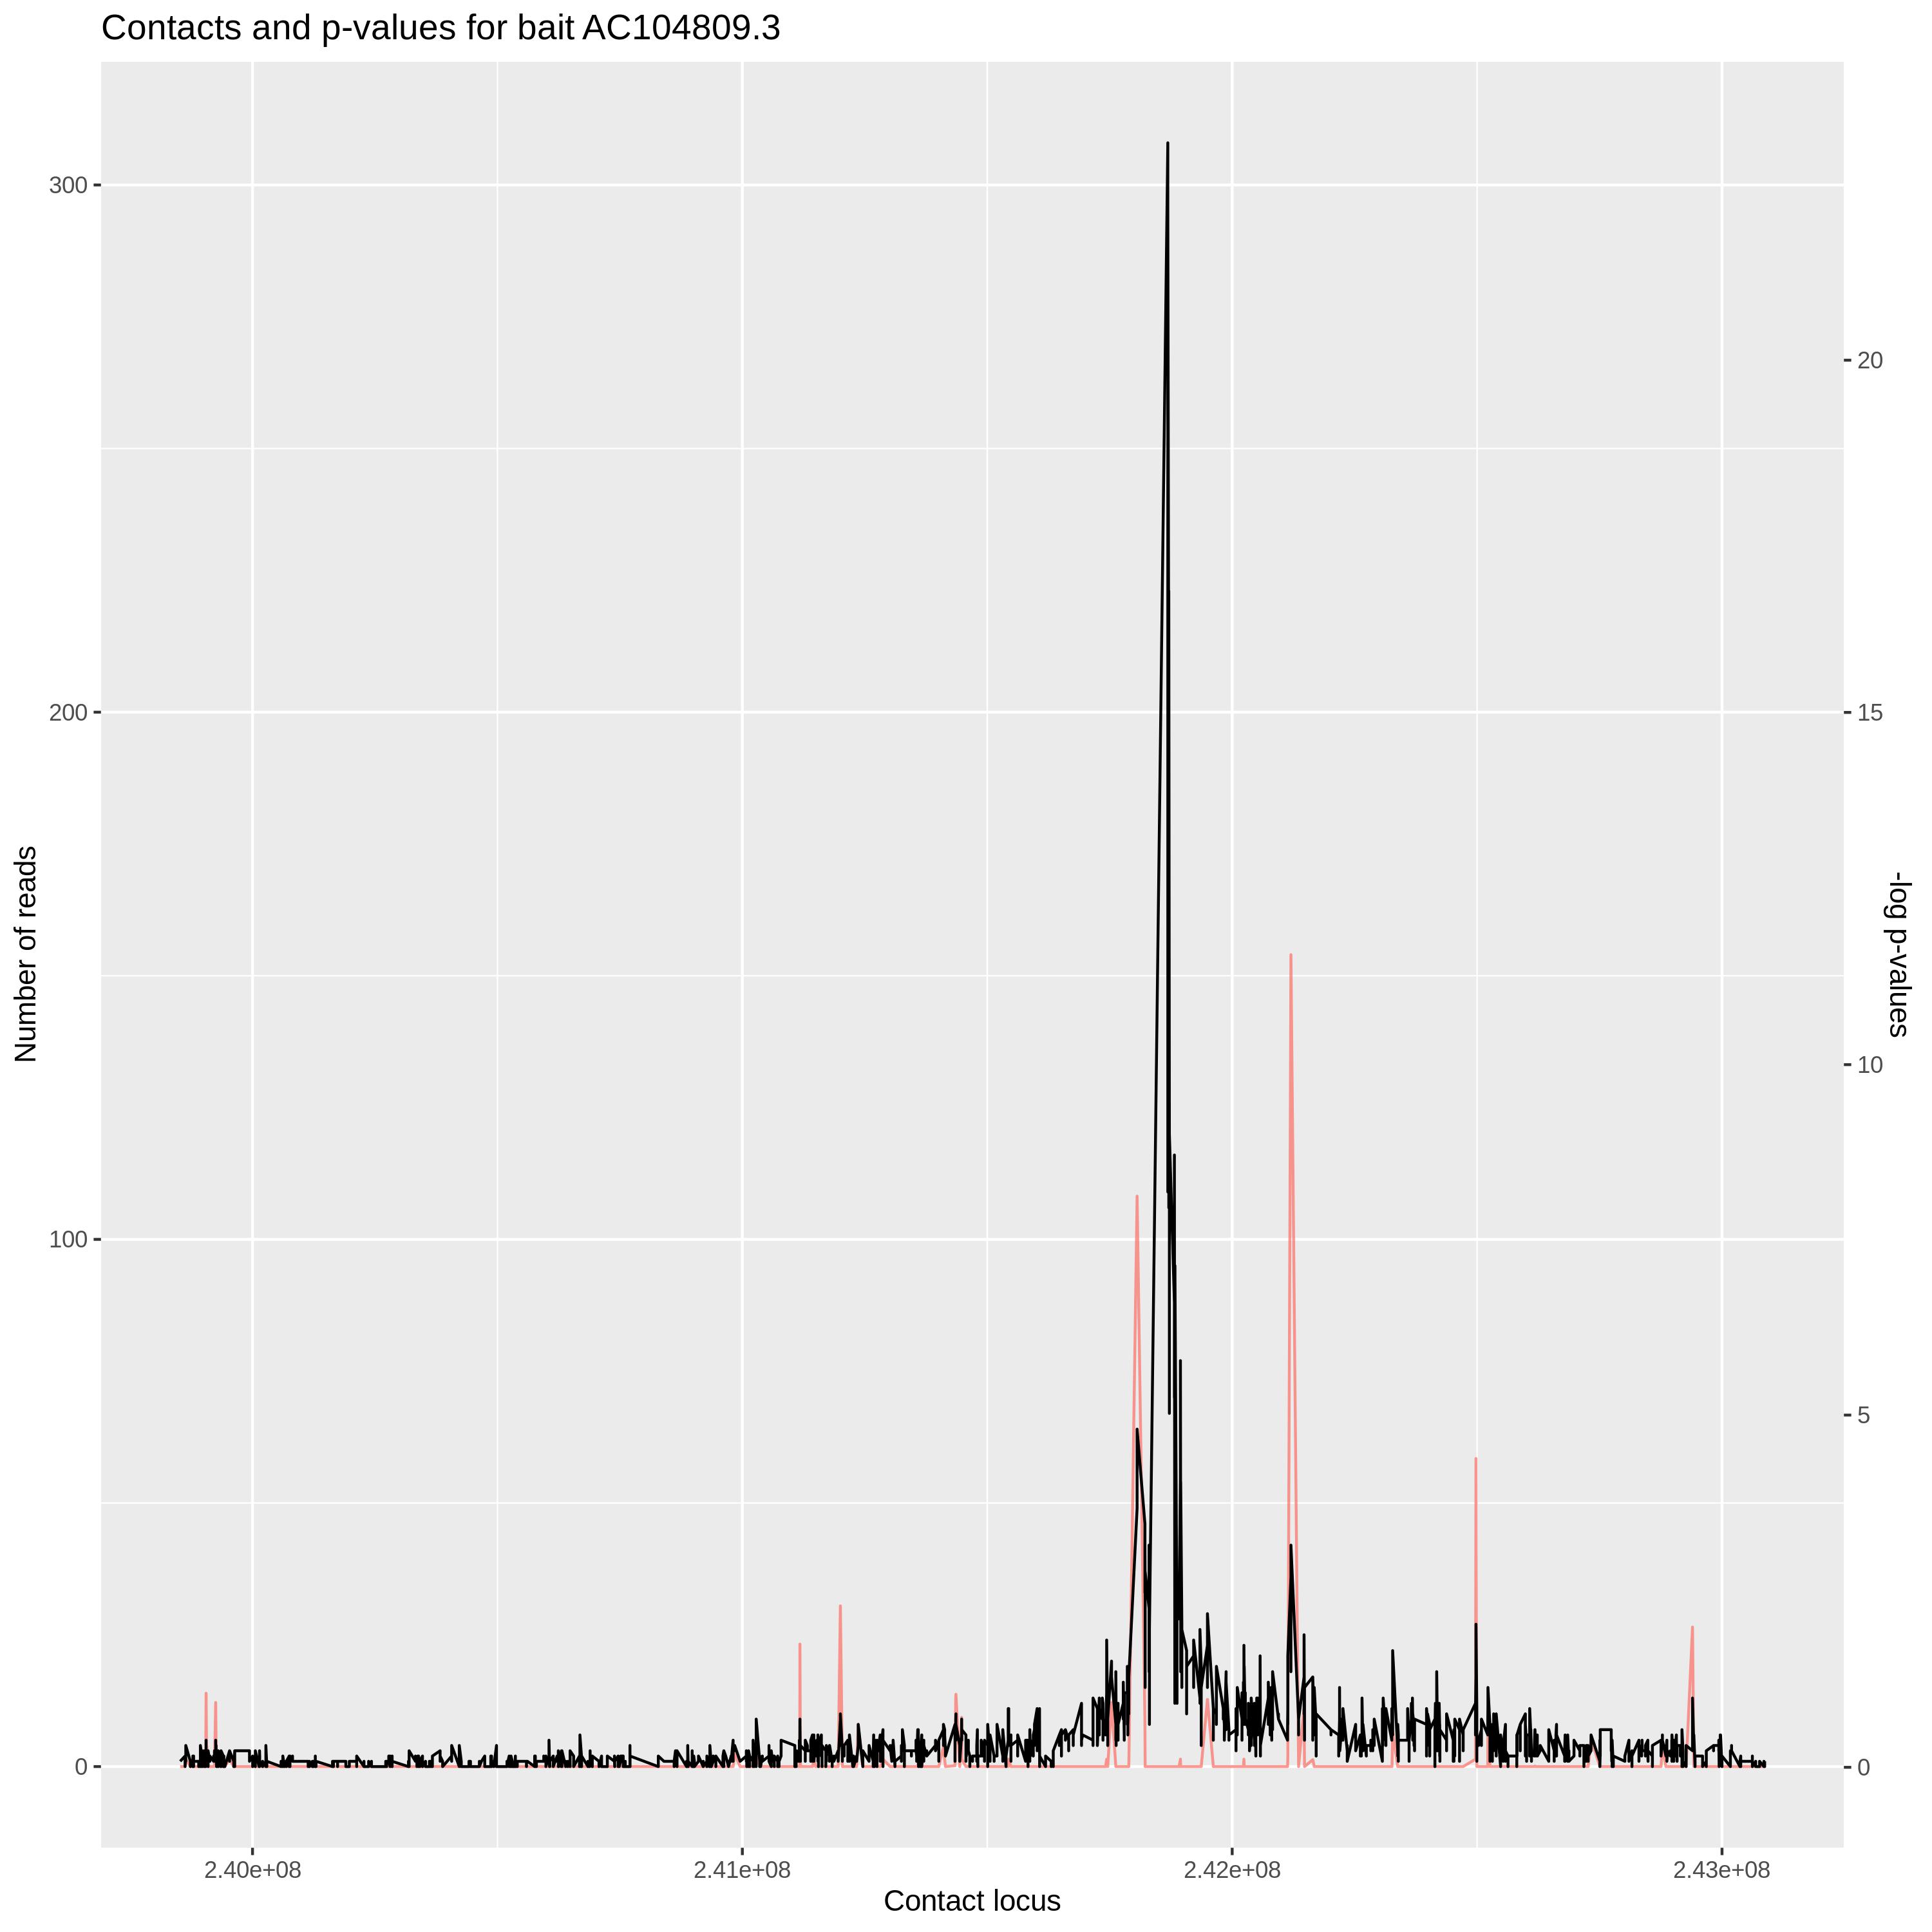 Contacts and p-values for bait AC104809.3
300
200
100
0
20
15
10
5
0
Number of reads
-log p-values
2.40e+08
2.41e+08
2.42e+08
2.43e+08
Contact locus